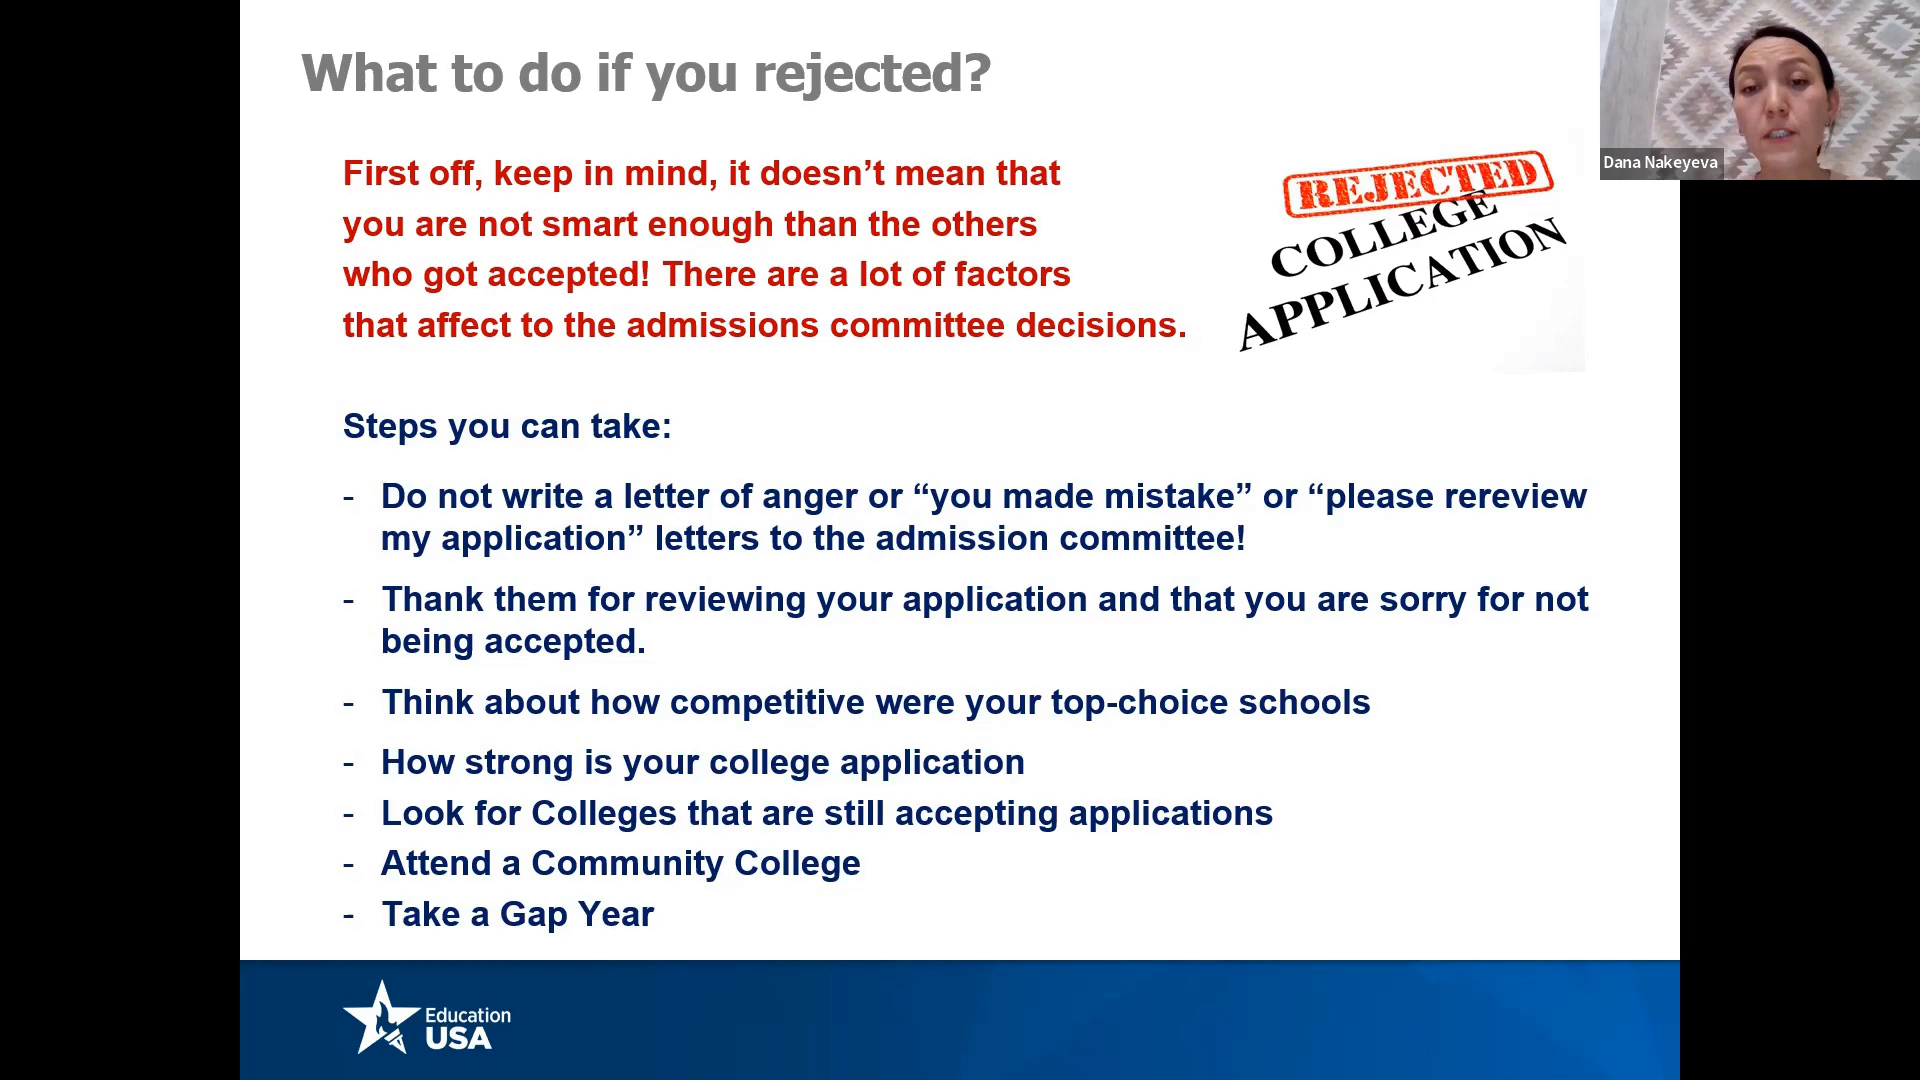 What to do if you rejected?
Dana Nakeyeva
First off, keep in mind, it doesn’t mean that
you are not smart enough than the others
who got accepted! There are a lot of factors
that affect to the admissions committee decisions.
REJECTED
COLLEGE
APPLICATION
Steps you can take:
- Do not write a letter of anger or “you made mistake” or “please rereview
my application” letters to the admission committee!
- Thank them for reviewing your application and that you are sorry for not
being accepted.
- Think about how competitive were your top-choice schools
- How strong is your college application
- Look for Colleges that are still accepting applications
- Attend a Community College
- Take a Gap Year
Education
USA